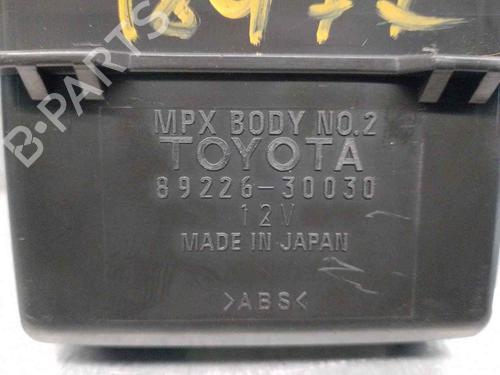 MPX BODY NO.2
TOYOTA
89226-30030
12V
MADE IN JAPAN
>ABS<
B-PARTS